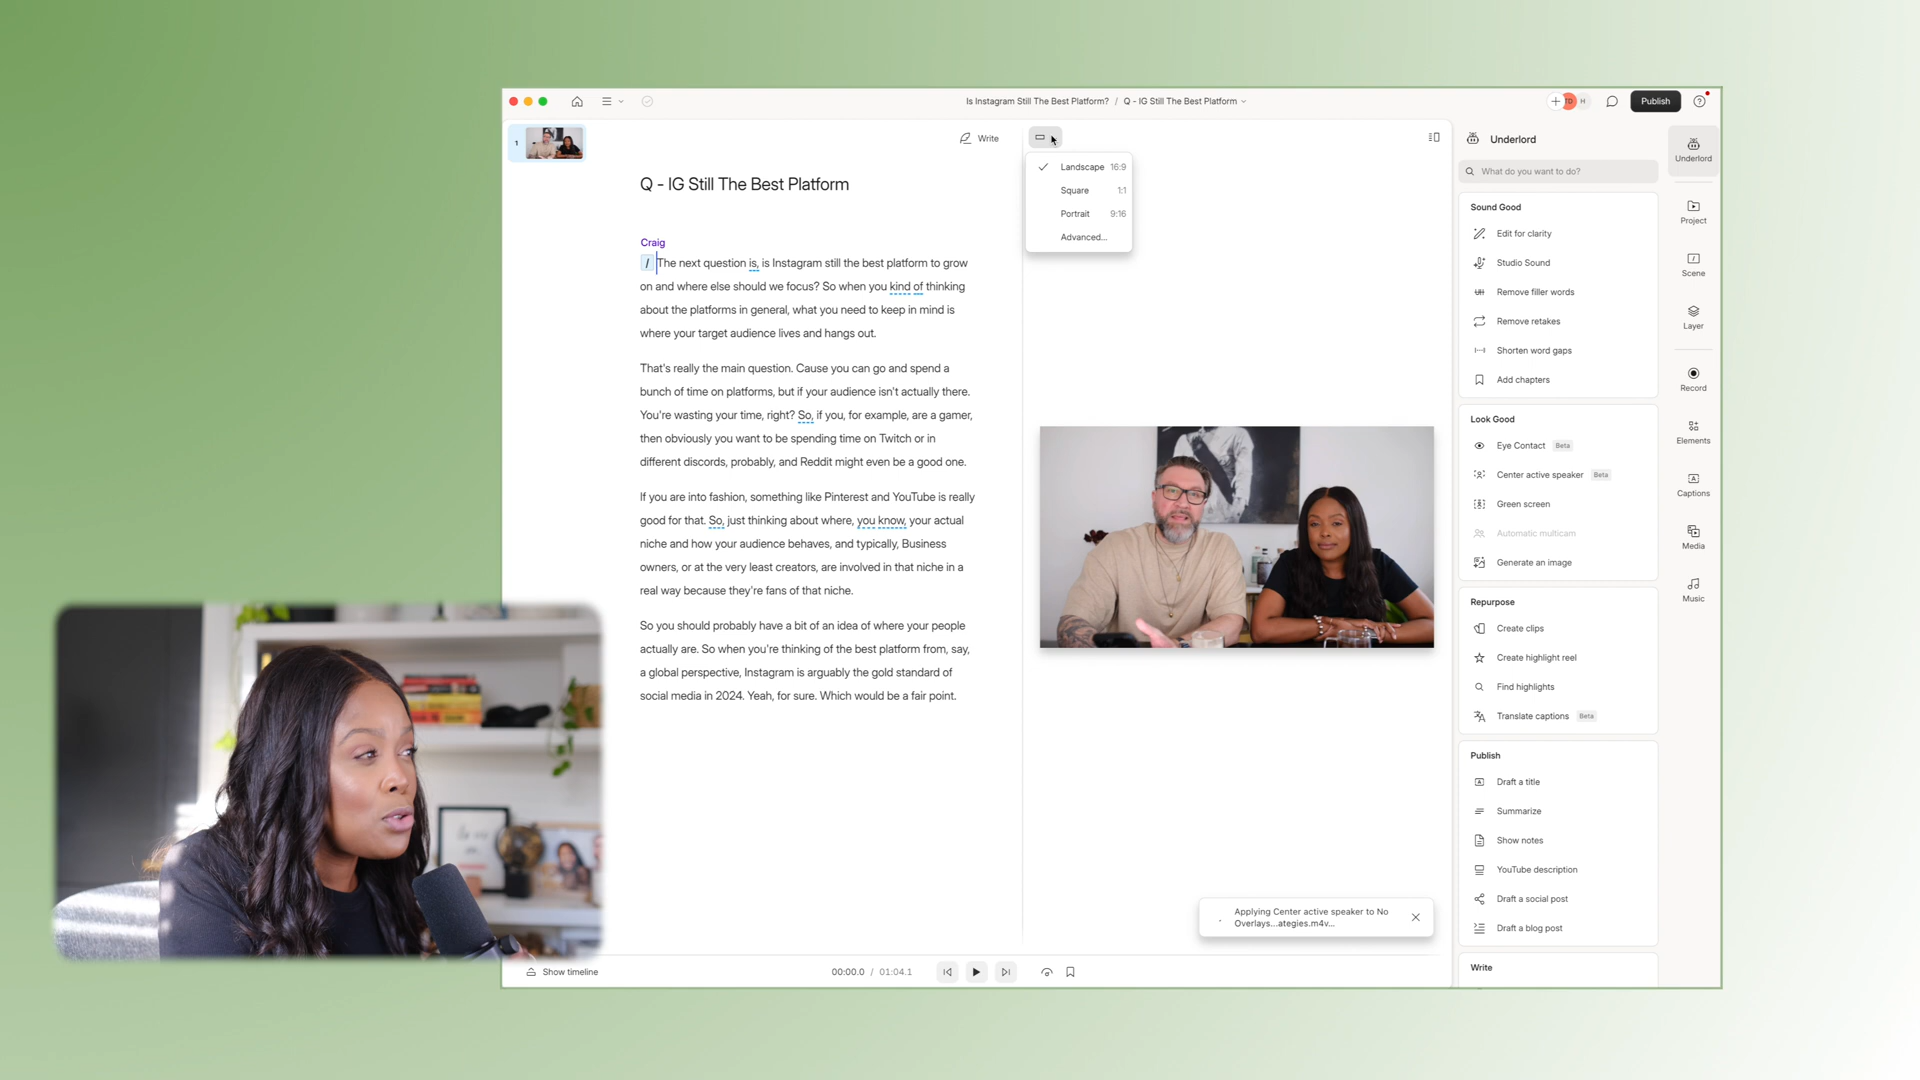 Is Instagram Still The Best Platform? / Q - IG Still The Best Platform
TD
H
Publish
1
Write
Q - IG Still The Best Platform
Craig
/ The next question is, is Instagram still the best platform to grow
on and where else should we focus? So when you kind of thinking
about the platforms in general, what you need to keep in mind is
where your target audience lives and hangs out.
That's really the main question. Cause you can go and spend a
bunch of time on platforms, but if your audience isn't actually there.
You're wasting your time, right? So, if you, for example, are a gamer,
then obviously you want to be spending time on Twitch or in
different discords, probably, and Reddit might even be a good one.
If you are into fashion, something like Pinterest and YouTube is really
good for that. So, just thinking about where, you know, your actual
niche and how your audience behaves, and typically, Business
owners, or at the very least creators, are involved in that niche in a
real way because they're fans of that niche.
So you should probably have a bit of an idea of where your people
actually are. So when you're thinking of the best platform from, say,
a global perspective, Instagram is arguably the gold standard of
social media in 2024. Yeah, for sure. Which would be a fair point.
Landscape 16:9
Square 1:1
Portrait 9:16
Advanced...
Applying Center active speaker to No
Overlays...ategies.m4v...
Show timeline
00:00.0 / 01:04.1
Underlord
What do you want to do?
Sound Good
Edit for clarity
Studio Sound
Remove filler words
Remove retakes
Shorten word gaps
Add chapters
Look Good
Eye Contact Beta
Center active speaker Beta
Green screen
Automatic multicam
Generate an image
Repurpose
Create clips
Create highlight reel
Find highlights
Translate captions Beta
Publish
Draft a title
Summarize
Show notes
YouTube description
Draft a social post
Draft a blog post
Write
Underlord
Project
Scene
Layer
Record
Elements
Captions
Media
Music